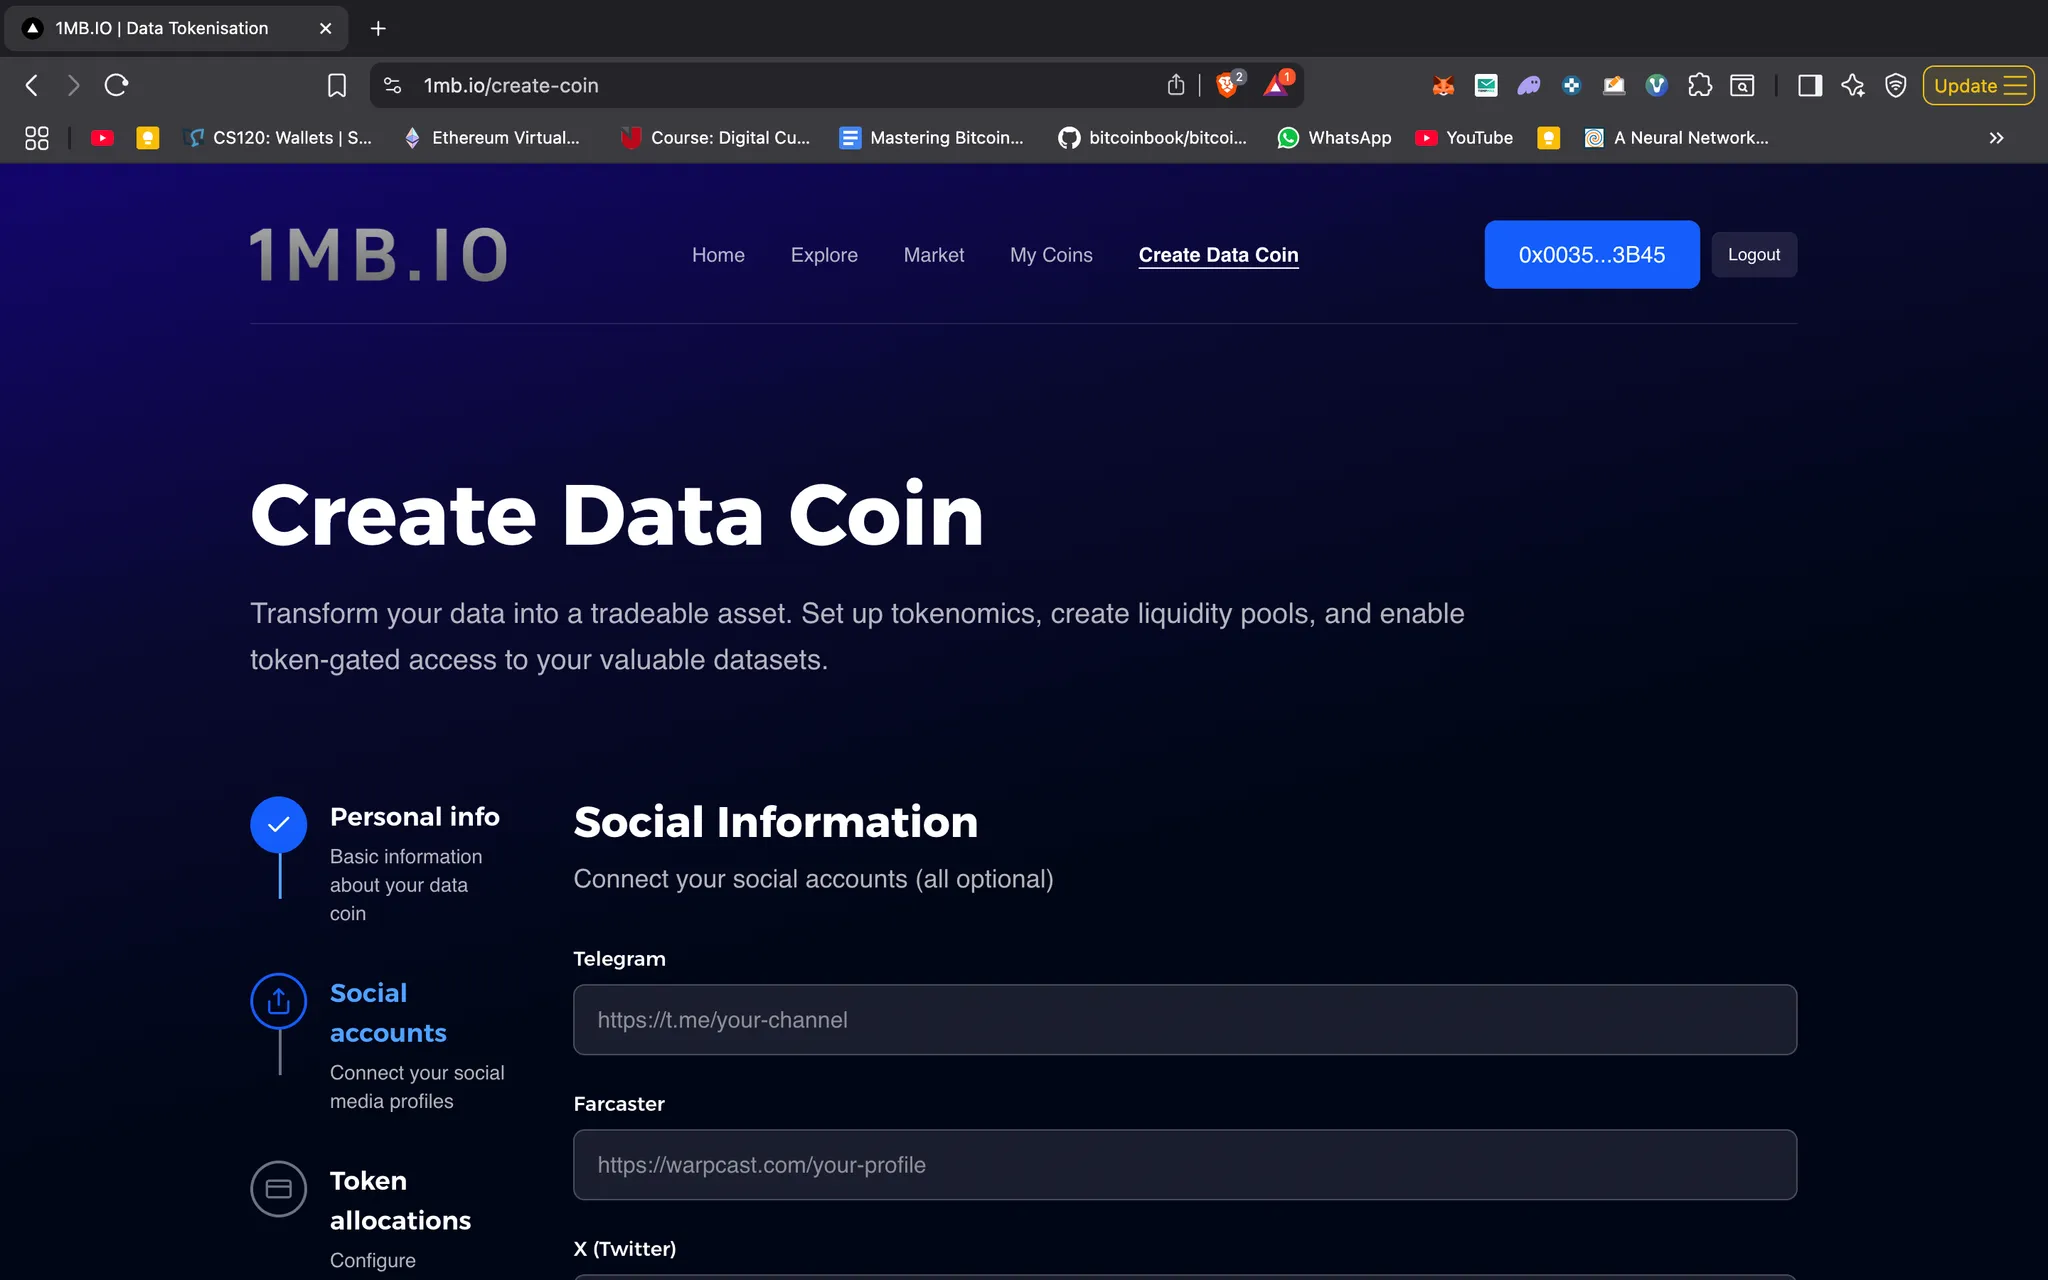 1MB.IO | Data Tokenisation
1mb.io/create-coin
2
1
Update
CS120: Wallets | S...
Ethereum Virtual...
Course: Digital Cu...
Mastering Bitcoin...
bitcoinbook/bitcoi...
WhatsApp
YouTube
A Neural Network...
1MB.IO
Home
Explore
Market
My Coins
Create Data Coin
0x0035...3B45
Logout
Create Data Coin
Transform your data into a tradeable asset. Set up tokenomics, create liquidity pools, and enable
token-gated access to your valuable datasets.
Personal info
Basic information
about your data
coin
Social
accounts
Connect your social
media profiles
Token
allocations
Configure
Social Information
Connect your social accounts (all optional)
Telegram
https://t.me/your-channel
Farcaster
https://warpcast.com/your-profile
X (Twitter)